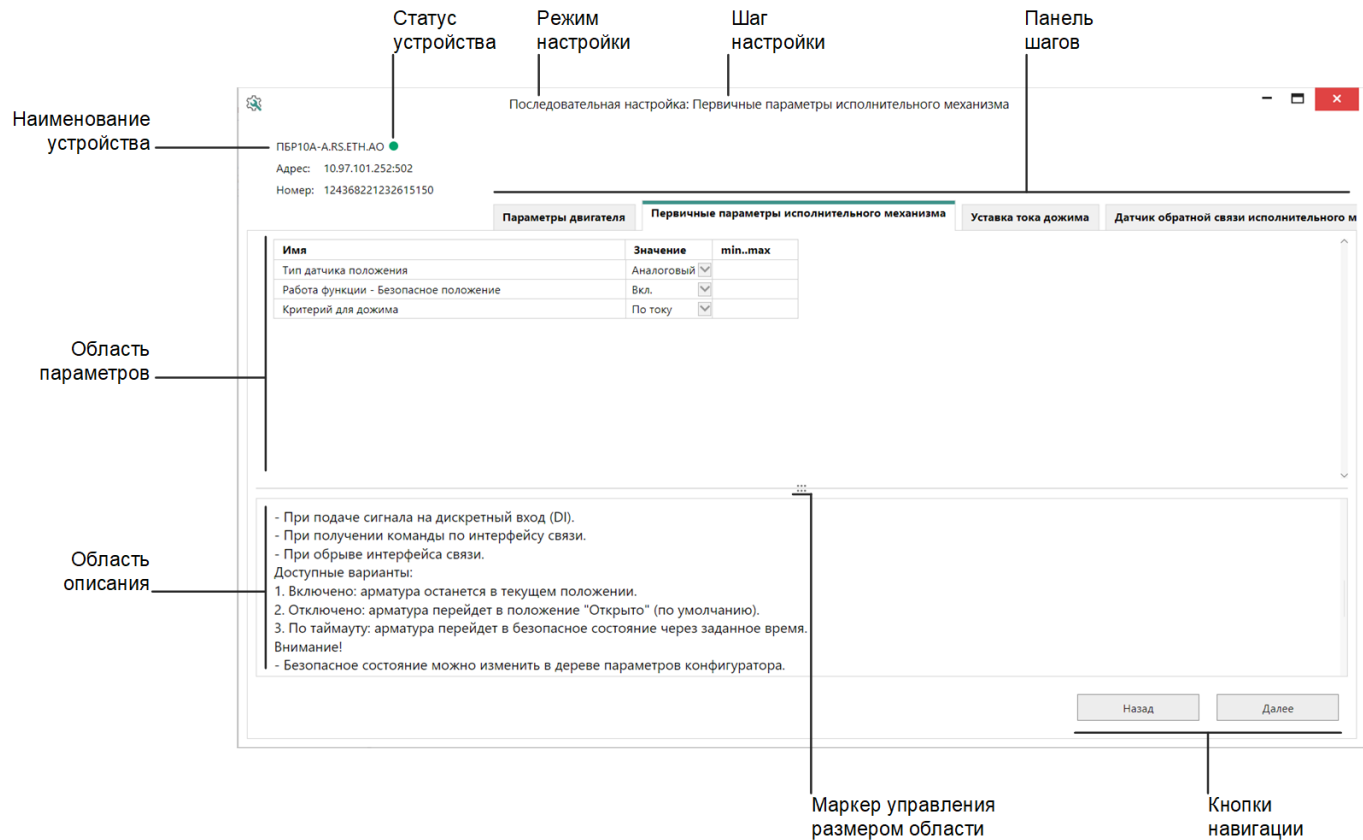 Статус
устройства
Режим
настройки
Шаг
настройки
Панель
шагов
Последовательная настройка: Первичные параметры исполнительного механизма
Наименование
устройства
ПБР10А-A.RS.ETH.AO
Адрес: 10.97.101.252:502
Номер: 124368221232615150
Параметры двигателя
Первичные параметры исполнительного механизма
Уставка тока дожима
Датчик обратной связи исполнительного м
Имя Значение min..max
Тип датчика положения Аналоговый
Работа функции - Безопасное положение Вкл.
Критерий для дожима По току
Область
параметров
- При подаче сигнала на дискретный вход (DI).
- При получении команды по интерфейсу связи.
- При обрыве интерфейса связи.
Доступные варианты:
1. Включено: арматура останется в текущем положении.
2. Отключено: арматура перейдет в положение "Открыто" (по умолчанию).
3. По таймауту: арматура перейдет в безопасное состояние через заданное время.
Внимание!
- Безопасное состояние можно изменить в дереве параметров конфигуратора.
Область
описания
Назад
Далее
Маркер управления
размером области
Кнопки
навигации